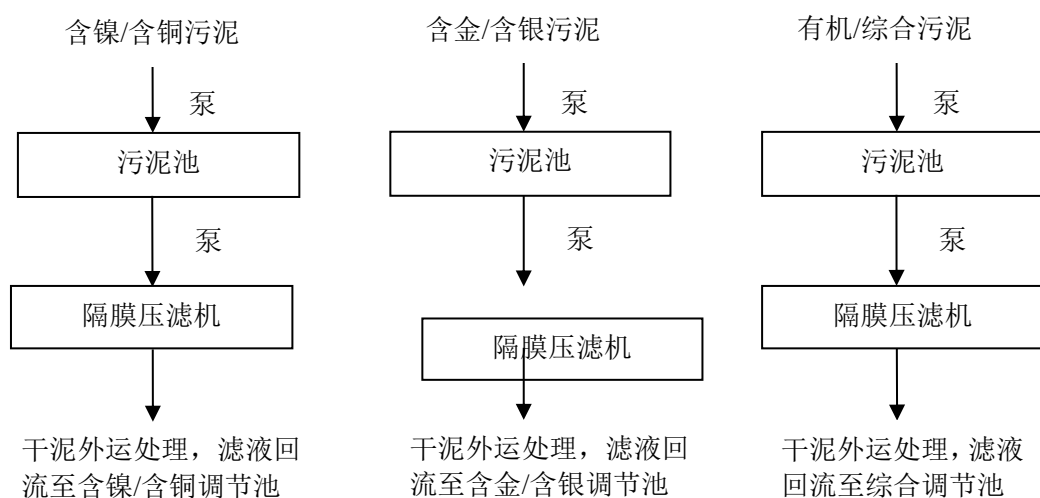 含镍/含铜污泥
泵
污泥池
泵
隔膜压滤机
干泥外运处理，滤液回
流至含镍/含铜调节池
含金/含银污泥
泵
污泥池
泵
隔膜压滤机
干泥外运处理，滤液回
流至含金/含银调节池
有机/综合污泥
泵
污泥池
泵
隔膜压滤机
干泥外运处理，滤液
回流至综合调节池